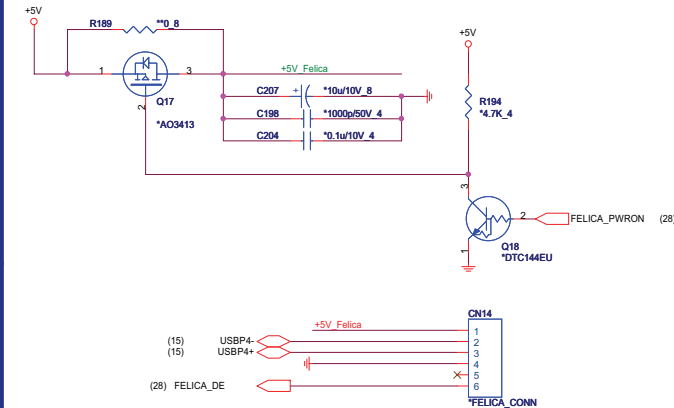 +5V
R189
**0_8
+5V
1
3
+5V_Felica
Q17
2
*AO3413
C207
+
*10u/10V_8
C198
*1000p/50V_4
C204
*0.1u/10V_4
R194
*4.7K_4
3
2
FELICA_PWRON
(28)
Q18
1
*DTC144EU
CN14
+5V_Felica
1
(15)
USBP4-
2
(15)
USBP4+
3
4
5
(28)
FELICA_DE
6
*FELICA_CONN